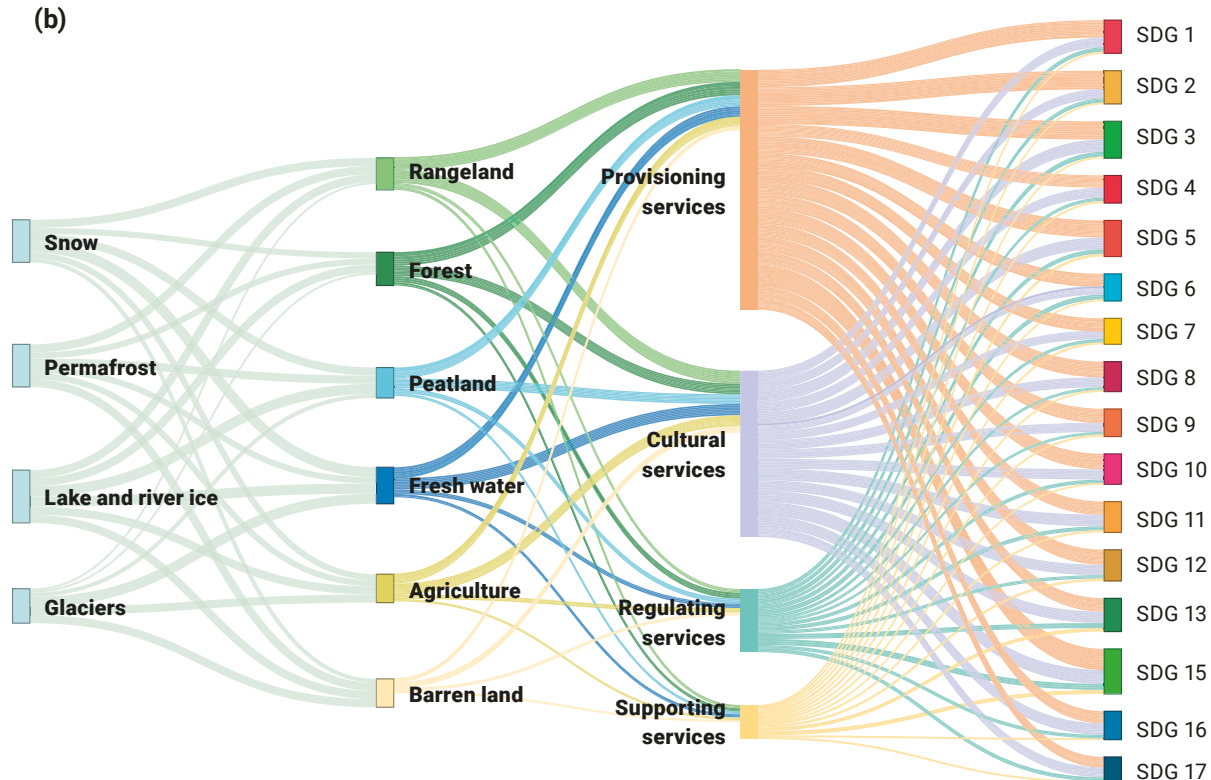 (b)
Snow
Permafrost
Lake and river ice
Glaciers
Rangeland
Forest
Peatland
Fresh water
Agriculture
Barren land
Provisioning
services
Cultural
services
Regulating
services
Supporting
services
SDG 1
SDG 2
SDG 3
SDG 4
SDG 5
SDG 6
SDG 7
SDG 8
SDG 9
SDG 10
SDG 11
SDG 12
SDG 13
SDG 15
SDG 16
SDG 17